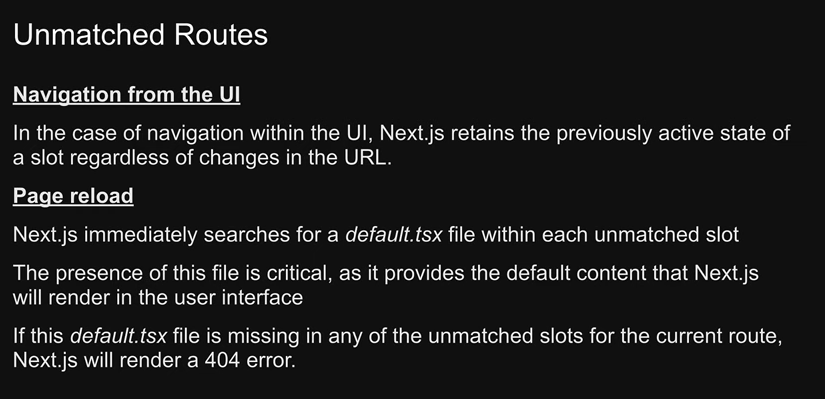 Unmatched Routes
Navigation from the UI
In the case of navigation within the UI, Next.js retains the previously active state of
a slot regardless of changes in the URL.
Page reload
Next.js immediately searches for a default.tsx file within each unmatched slot
The presence of this file is critical, as it provides the default content that Next.js
will render in the user interface
If this default.tsx file is missing in any of the unmatched slots for the current route,
Next.js will render a 404 error.